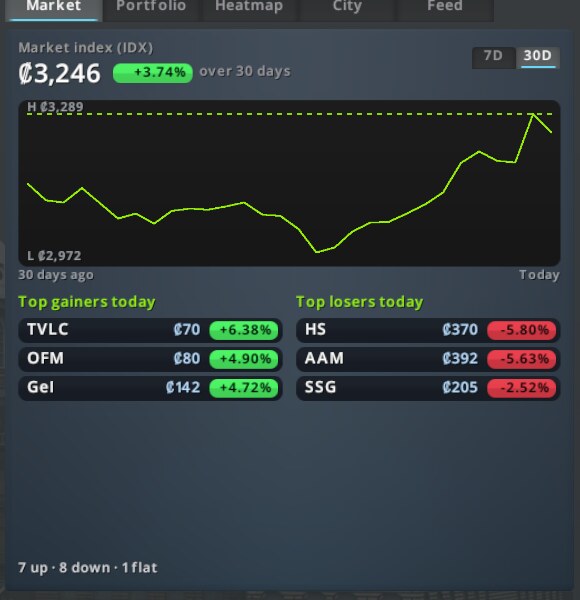 Market Portfolio Heatmap City Feed
Market index (IDX)
₡3,246 +3.74% over 30 days 7D 30D
H ₡3,289
L ₡2,972
30 days ago Today
Top gainers today Top losers today
TVLC ₡70 +6.38% HS ₡370 -5.80%
OFM ₡80 +4.90% AAM ₡392 -5.63%
Gel ₡142 +4.72% SSG ₡205 -2.52%
7 up · 8 down · 1 flat